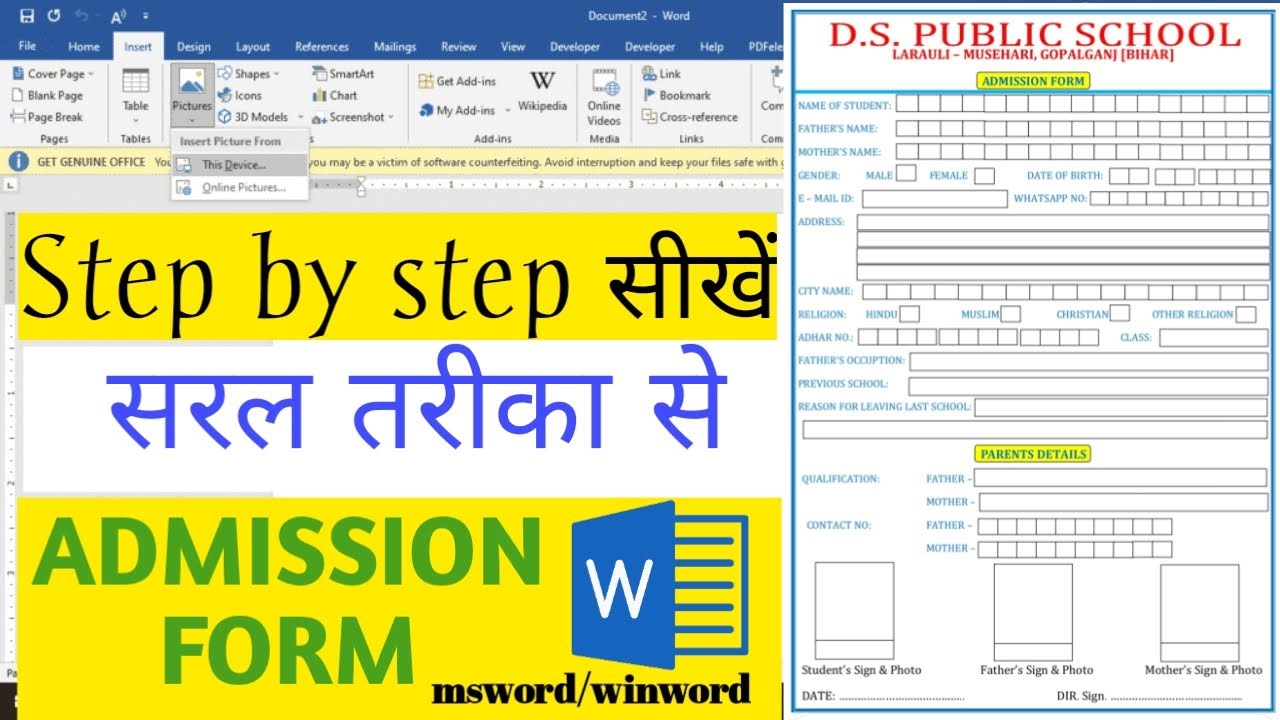 Document2 - Word
File Home Insert Design Layout References Mailings Review View Developer Developer Help PDFele
Cover Page
Blank Page
Page Break
Pages
Table
Tables
Pictures
Shapes
Icons
3D Models
SmartArt
Chart
Screenshot
Get Add-ins
My Add-ins
W
Wikipedia
Add-ins
Online
Videos
Media
Link
Bookmark
Cross-reference
Links
Com
Com
Insert Picture From
This Device...
Online Pictures...
GET GENUINE OFFICE You may be a victim of software counterfeiting. Avoid interruption and keep your files safe with g
1 2 3 4 5
Step by step सीखें
सरल तरीका से
ADMISSION
FORM
W
msword/winword
D.S. PUBLIC SCHOOL
LARAULI – MUSEHARI, GOPALGANJ [BIHAR]
ADMISSION FORM
NAME OF STUDENT:
FATHER'S NAME:
MOTHER'S NAME:
GENDER: MALE FEMALE DATE OF BIRTH:
E – MAIL ID: WHATSAPP NO:
ADDRESS:
CITY NAME:
RELIGION: HINDU MUSLIM CHRISTIAN OTHER RELIGION
ADHAR NO.: CLASS:
FATHER'S OCCUPTION:
PREVIOUS SCHOOL:
REASON FOR LEAVING LAST SCHOOL:
PARENTS DETAILS
QUALIFICATION: FATHER –
MOTHER –
CONTACT NO: FATHER –
MOTHER –
Student's Sign & Photo Father's Sign & Photo Mother's Sign & Photo
DATE: ........................................ DIR. Sign. ........................................